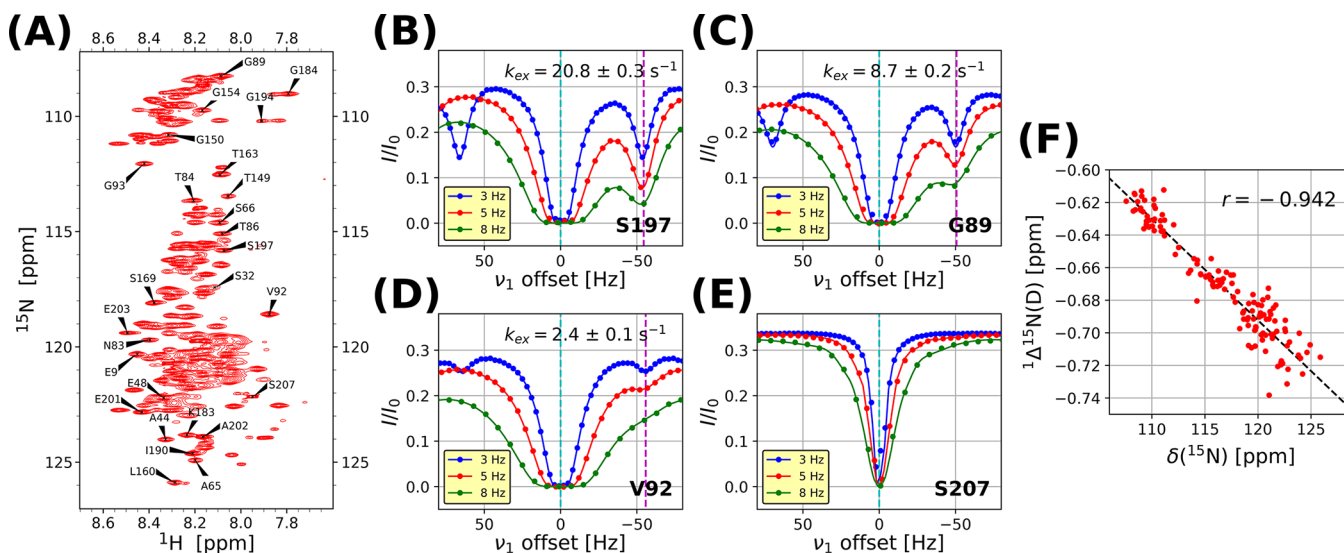 (A)
8.6 8.4 8.2 8.0 7.8
110
115
120
125
110
115
120
125
G89
G184
G154
G194
G150
T163
G93
T84
T149
S66
T86
S197
S169
S32
V92
E203
N83
E9
E48
S207
E201
K183
A44
A202
I190
L160
A65
8.6 8.4 8.2 8.0 7.8
¹H [ppm]
¹⁵N [ppm]
(B)
k_ex = 20.8 ± 0.3 s⁻¹
0.3
0.2
0.1
0.0
I/I₀
3 Hz
5 Hz
8 Hz
S197
50 0 −50
ν₁ offset [Hz]
(C)
k_ex = 8.7 ± 0.2 s⁻¹
0.3
0.2
0.1
0.0
I/I₀
3 Hz
5 Hz
8 Hz
G89
50 0 −50
ν₁ offset [Hz]
(D)
k_ex = 2.4 ± 0.1 s⁻¹
0.3
0.2
0.1
0.0
I/I₀
3 Hz
5 Hz
8 Hz
V92
50 0 −50
ν₁ offset [Hz]
(E)
0.3
0.2
0.1
0.0
I/I₀
3 Hz
5 Hz
8 Hz
S207
50 0 −50
ν₁ offset [Hz]
(F)
r = − 0.942
−0.60
−0.62
−0.64
−0.66
−0.68
−0.70
−0.72
−0.74
¹Δ¹⁵N(D) [ppm]
110 115 120 125
δ(¹⁵N) [ppm]